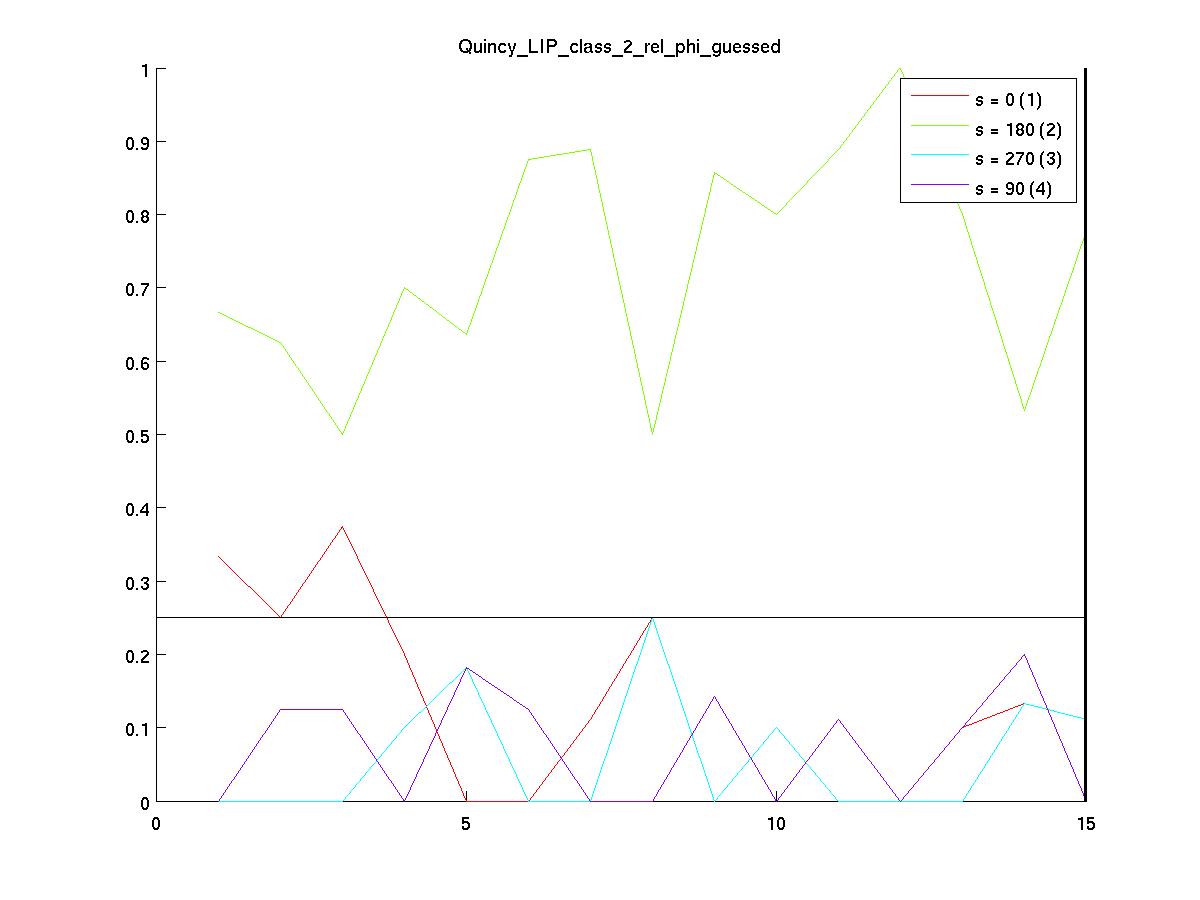 Quincy_LIP_class_2_rel_phi_guessed
1
0.9
0.8
0.7
0.6
0.5
0.4
0.3
0.2
0.1
0
s = 0 (1)
s = 180 (2)
s = 270 (3)
s = 90 (4)
0 5 10 15